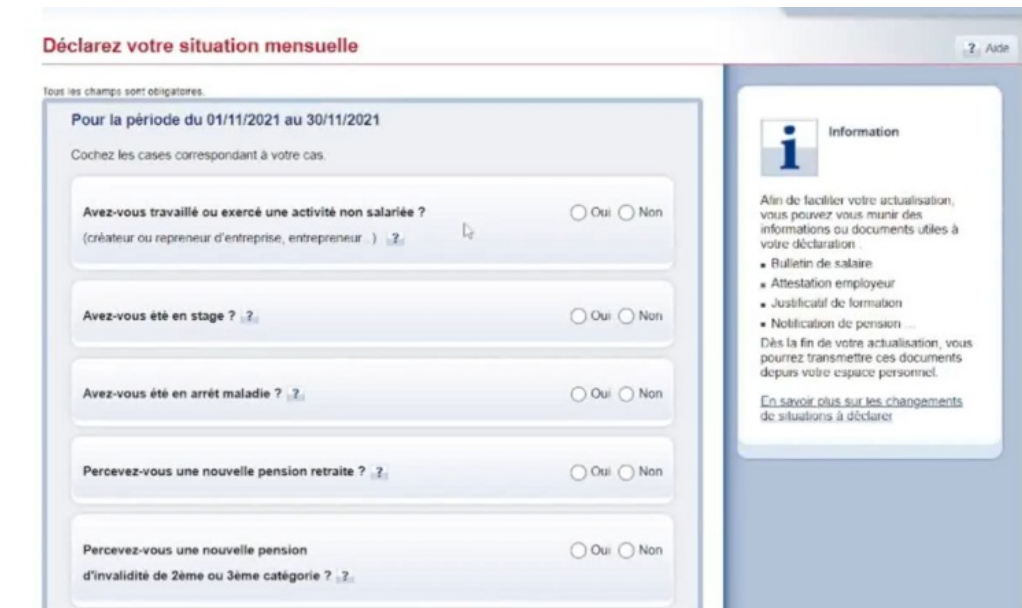 Déclarez votre situation mensuelle
? Aide
Tous les champs sont obligatoires.
Pour la période du 01/11/2021 au 30/11/2021
Cochez les cases correspondant à votre cas.
Avez-vous travaillé ou exercé une activité non salariée ?
Oui Non
(créateur ou repreneur d'entreprise, entrepreneur...) ?
Avez-vous été en stage ? ?
Oui Non
Avez-vous été en arrêt maladie ? ?
Oui Non
Percevez-vous une nouvelle pension retraite ? ?
Oui Non
Percevez-vous une nouvelle pension
Oui Non
d'invalidité de 2ème ou 3ème catégorie ? ?
i
Information
Afin de faciliter votre actualisation,
vous pouvez vous munir des
informations ou documents utiles à
votre déclaration :
▪ Bulletin de salaire
▪ Attestation employeur
▪ Justificatif de formation
▪ Notification de pension ...
Dès la fin de votre actualisation, vous
pourrez transmettre ces documents
depuis votre espace personnel.
En savoir plus sur les changements
de situations à déclarer